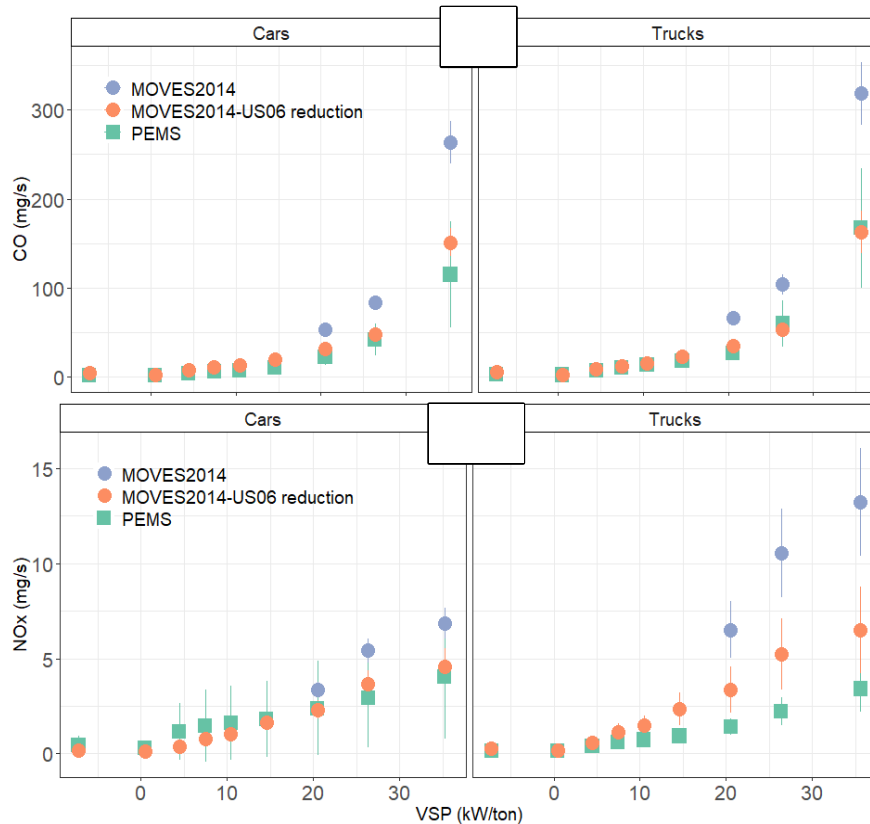 Cars
Trucks
MOVES2014
MOVES2014-US06 reduction
PEMS
300
200
100
0
CO (mg/s)
Cars
Trucks
MOVES2014
MOVES2014-US06 reduction
PEMS
15
10
5
0
NOx (mg/s)
0 10 20 30 0 10 20 30
VSP (kW/ton)